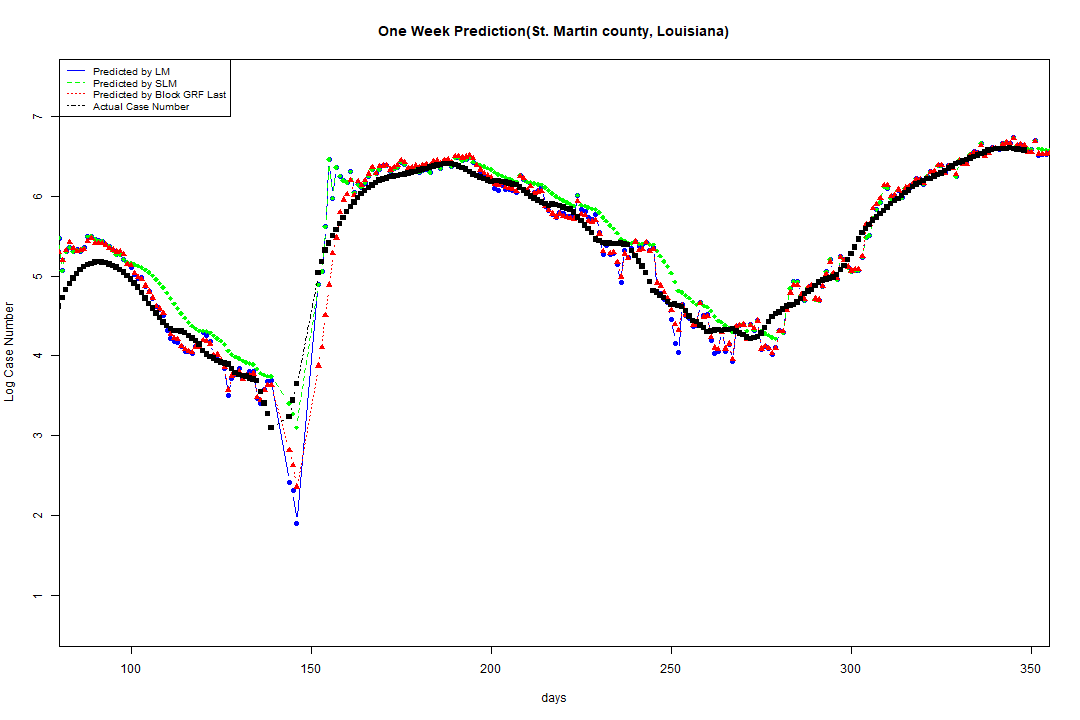 One Week Prediction(St. Martin county, Louisiana)
Predicted by LM
Predicted by SLM
Predicted by Block GRF Last
Actual Case Number
Log Case Number
7
6
5
4
3
2
1
100 150 200 250 300 350
days